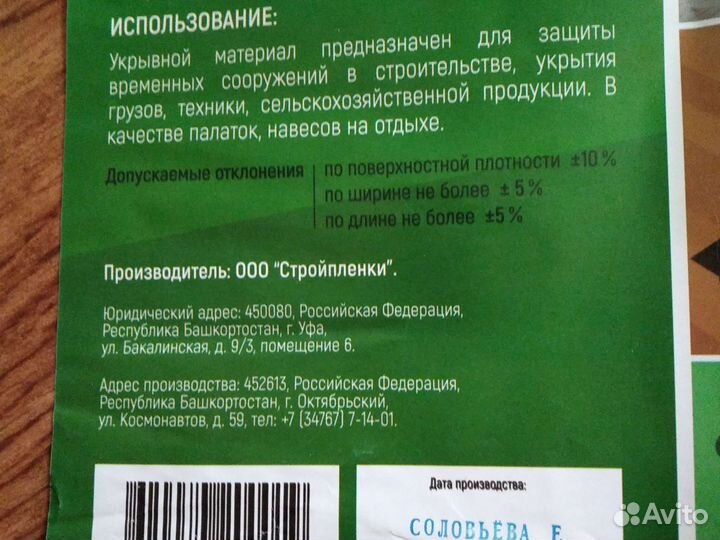 ИСПОЛЬЗОВАНИЕ:
Укрывной материал предназначен для защиты
временных сооружений в строительстве, укрытия
грузов, техники, сельскохозяйственной продукции. В
качестве палаток, навесов на отдыхе.
Допускаемые отклонения
по поверхностной плотности ±10 %
по ширине не более ± 5 %
по длине не более ±5 %
Производитель: ООО "Стройпленки".
Юридический адрес: 450080, Российская Федерация,
Республика Башкортостан, г. Уфа,
ул. Бакалинская, д. 9/3, помещение 6.
Адрес производства: 452613, Российская Федерация,
Республика Башкортостан, г. Октябрьский,
ул. Космонавтов, д. 59, тел: +7 (34767) 7-14-01.
Дата производства:
СОЛОВЬЁВА Е
Avito